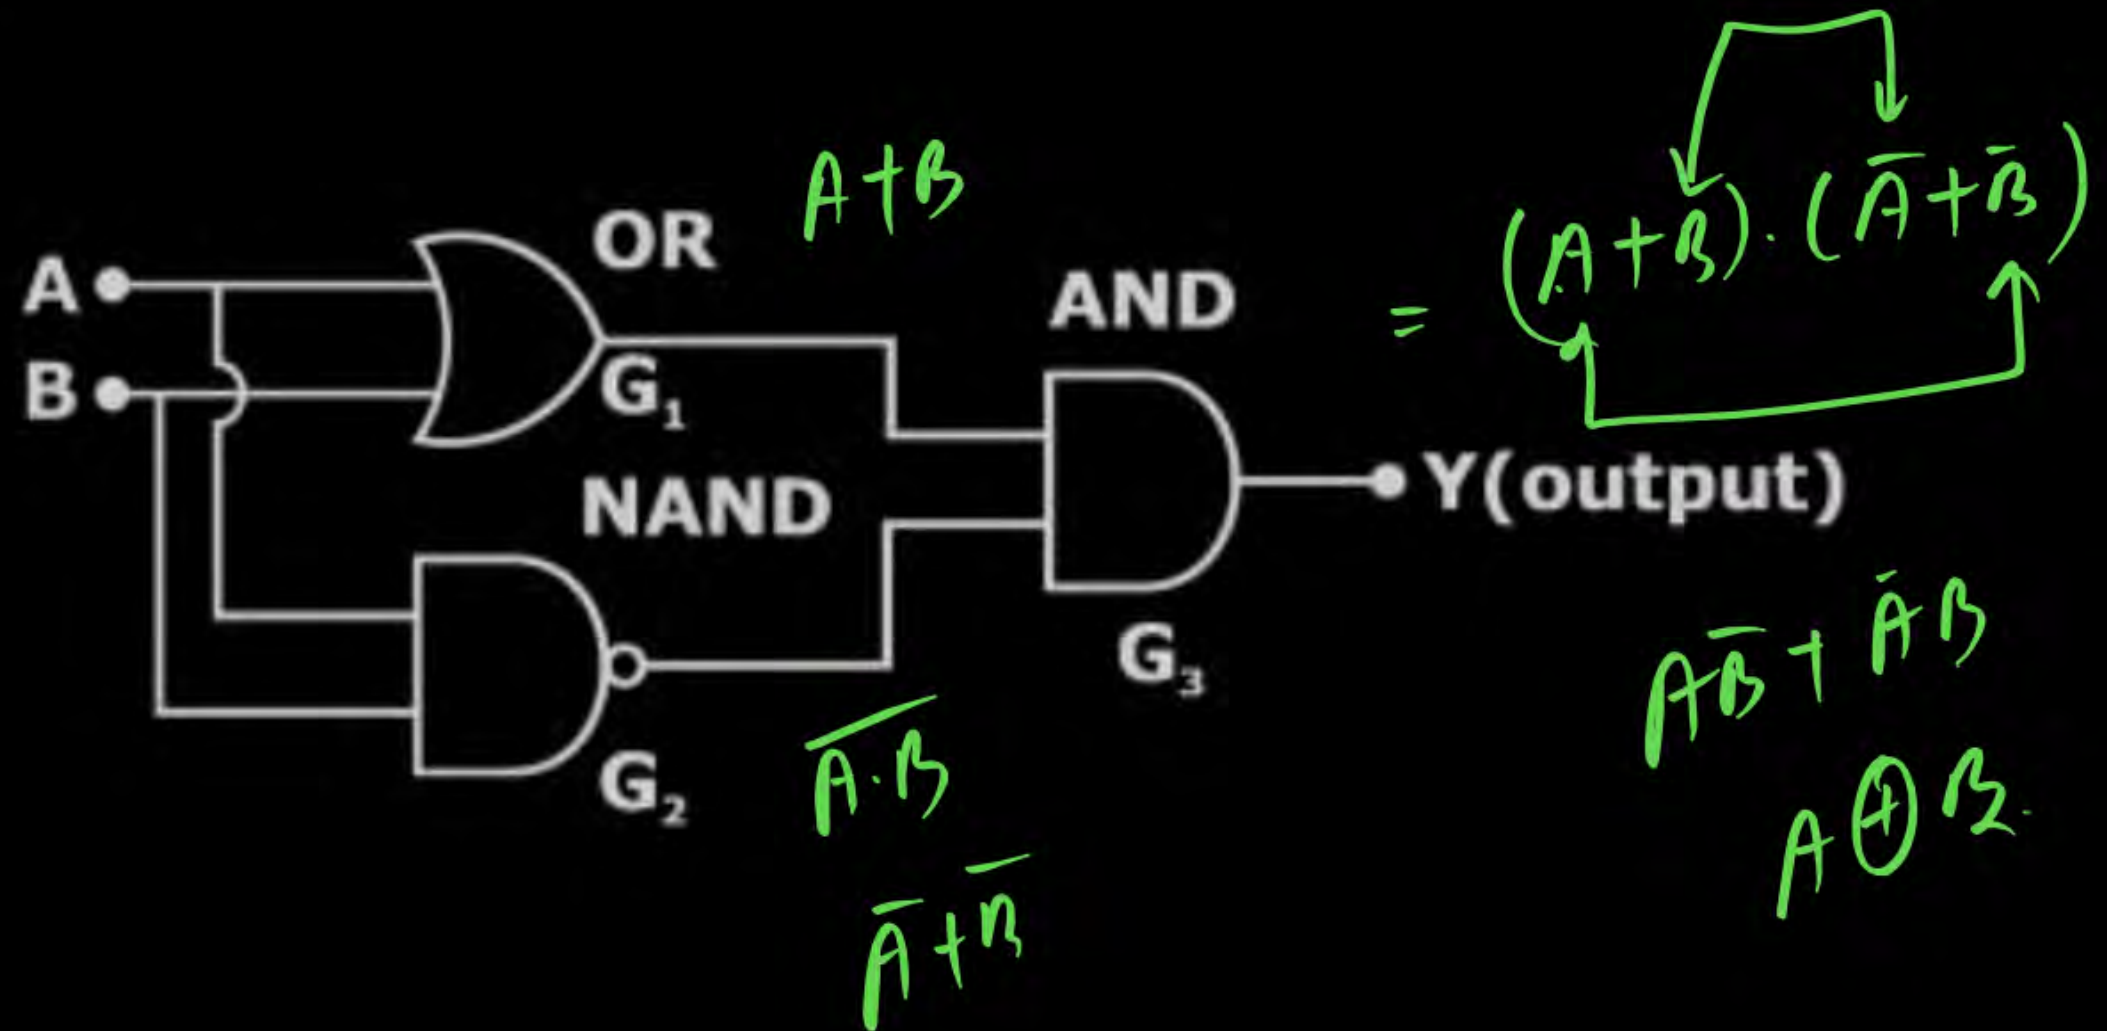 A+B
OR
A
B
G₁
AND
= (A+B)·(Ā+B̄)
NAND
Y(output)
G₂
G₃
A̅·̅B̅
Ā+B̄
AB̄+ĀB
A⊕B.